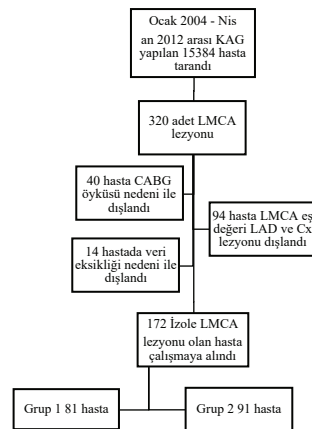 Ocak 2004 - Nis
an 2012 arası KAG
yapılan 15384 hasta
tarandı
320 adet LMCA
lezyonu
40 hasta CABG
öyküsü nedeni ile
dışlandı
94 hasta LMCA eş
değeri LAD ve Cx
lezyonu dışlandı
14 hastada veri
eksikliği nedeni ile
dışlandı
172 İzole LMCA
lezyonu olan hasta
çalışmaya alındı
Grup 1 81 hasta
Grup 2 91 hasta